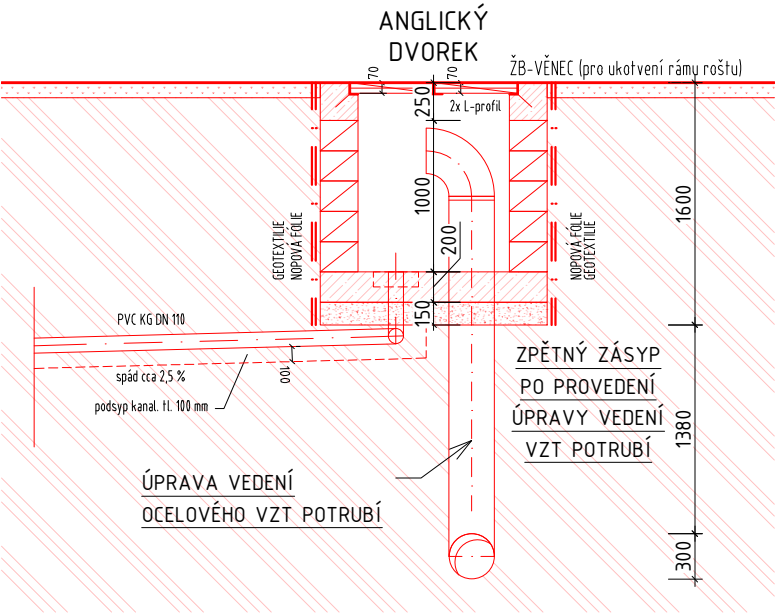 ANGLICKÝ
DVOREK
ŽB-VĚNEC (pro ukotvení rámu roštu)
70
70
250
2x L-profil
1000
200
150
1600
GEOTEXTILIE
NOPOVÁ FÓLIE
NOPOVÁ FÓLIE
GEOTEXTILIE
PVC KG DN 110
spád cca 2,5 %
100
podsyp kanal. tl. 100 mm
ZPĚTNÝ ZÁSYP
PO PROVEDENÍ
ÚPRAVY VEDENÍ
VZT POTRUBÍ
1380
ÚPRAVA VEDENÍ
OCELOVÉHO VZT POTRUBÍ
300